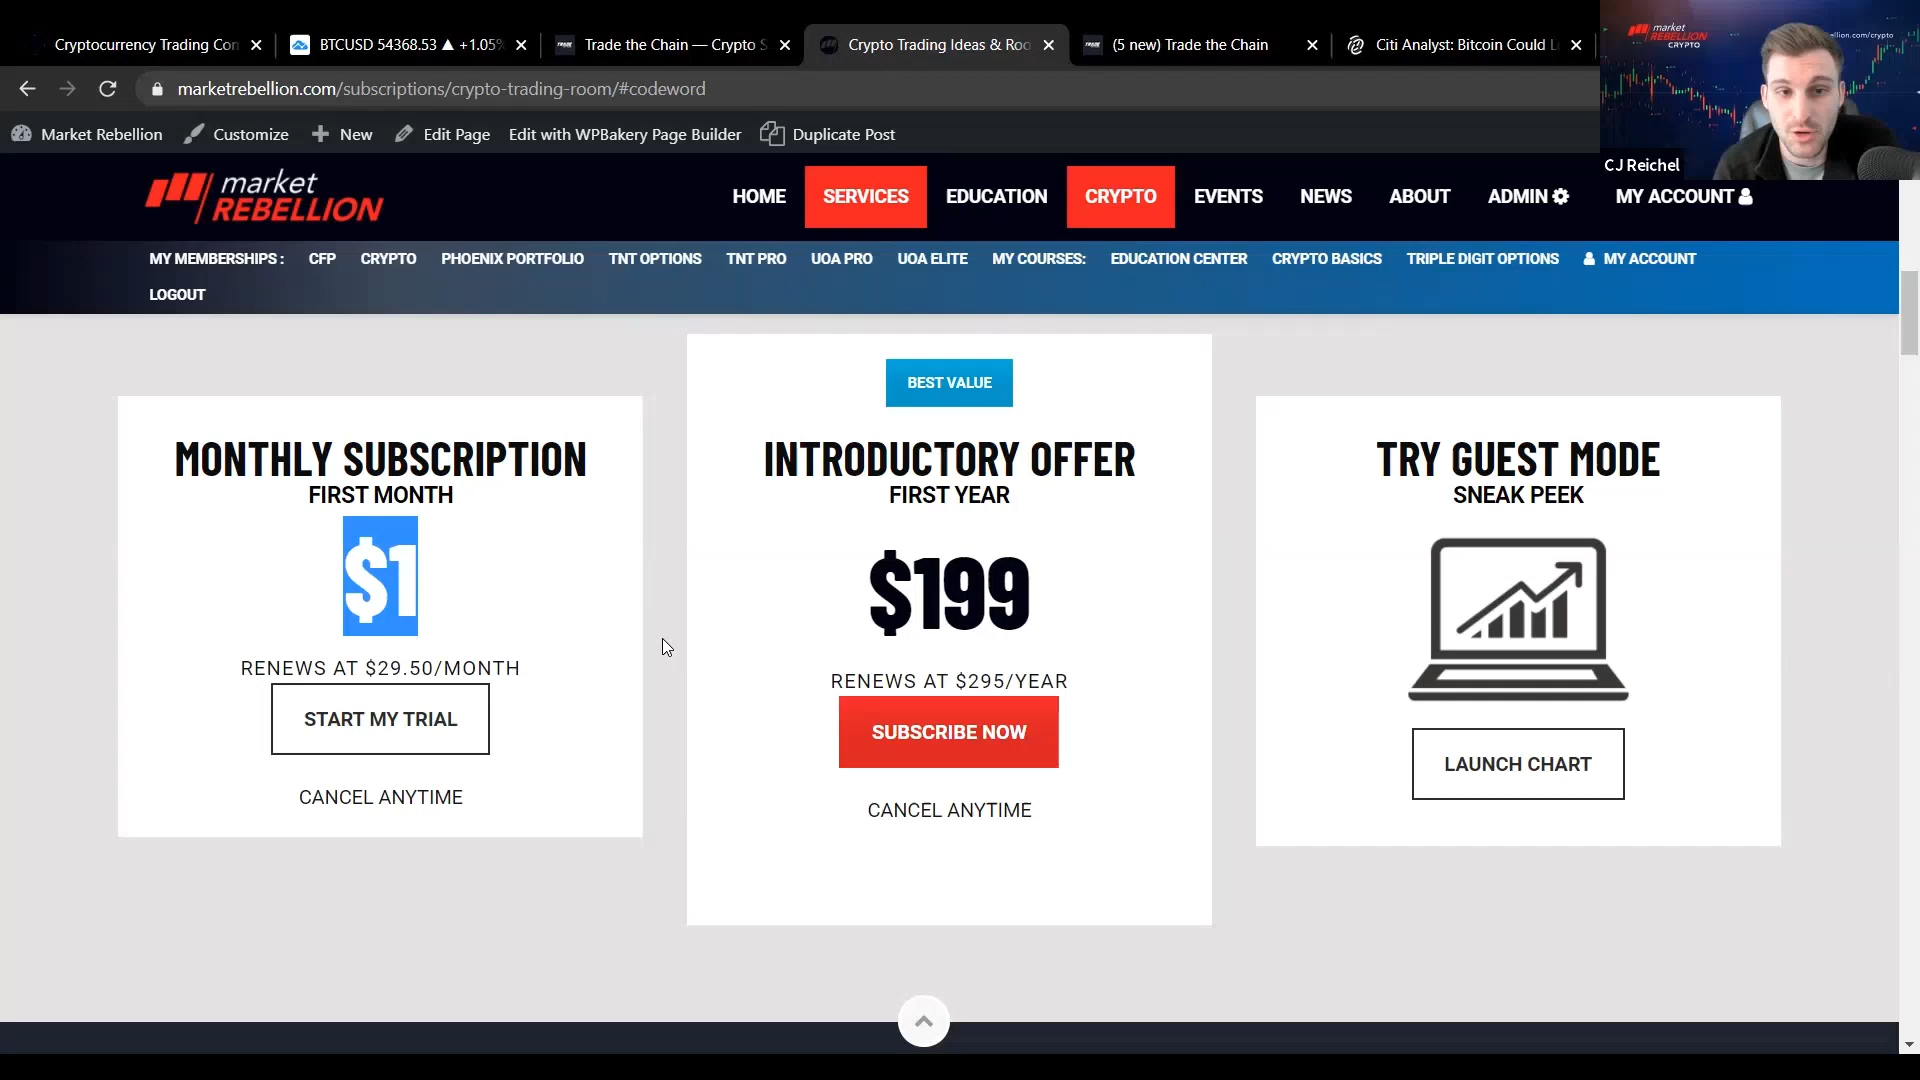 Cryptocurrency Trading Con
BTCUSD 54368.53 ▲ +1.05%
Trade the Chain — Crypto S
Crypto Trading Ideas & Roo
(5 new) Trade the Chain
Citi Analyst: Bitcoin Could L
marketrebellion.com/subscriptions/crypto-trading-room/#codeword
Market Rebellion
Customize
New
Edit Page
Edit with WPBakery Page Builder
Duplicate Post
market
REBELLION
CRYPTO
llion.com/crypto
CJ Reichel
market
REBELLION
HOME
SERVICES
EDUCATION
CRYPTO
EVENTS
NEWS
ABOUT
ADMIN
MY ACCOUNT
MY MEMBERSHIPS :
CFP
CRYPTO
PHOENIX PORTFOLIO
TNT OPTIONS
TNT PRO
UOA PRO
UOA ELITE
MY COURSES:
EDUCATION CENTER
CRYPTO BASICS
TRIPLE DIGIT OPTIONS
MY ACCOUNT
LOGOUT
MONTHLY SUBSCRIPTION
FIRST MONTH
$1
RENEWS AT $29.50/MONTH
START MY TRIAL
CANCEL ANYTIME
BEST VALUE
INTRODUCTORY OFFER
FIRST YEAR
$199
RENEWS AT $295/YEAR
SUBSCRIBE NOW
CANCEL ANYTIME
TRY GUEST MODE
SNEAK PEEK
LAUNCH CHART